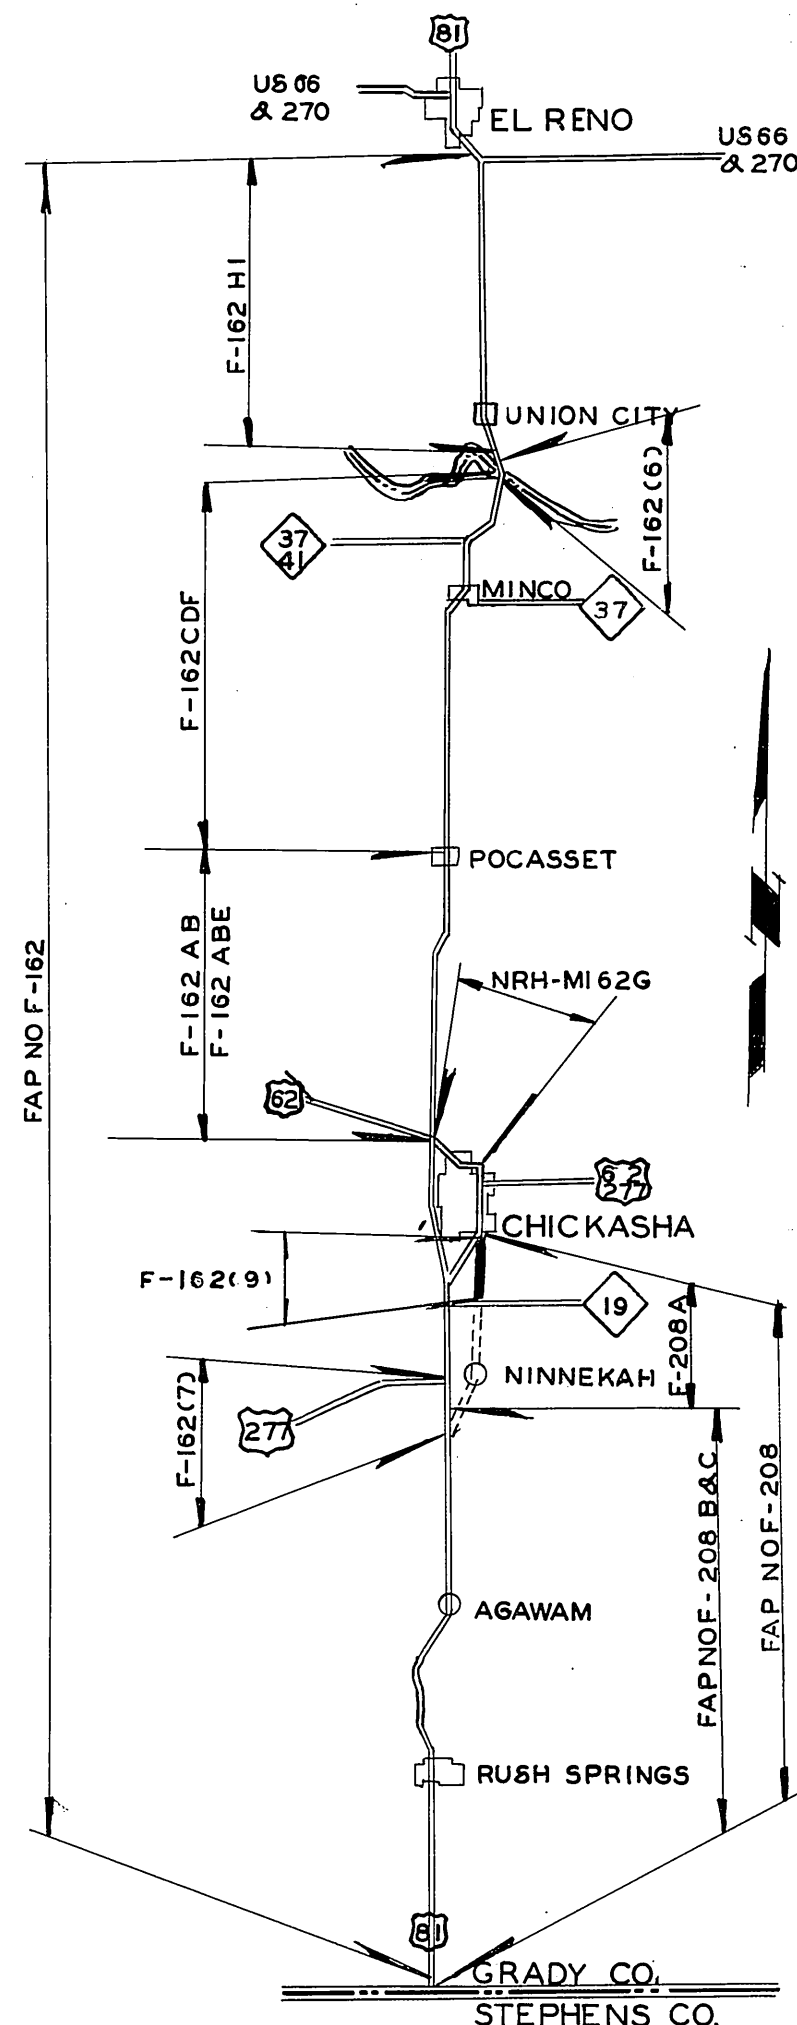 81
US 66
& 270
EL RENO
US 66
& 270
F-162 HI
UNION CITY
F-162(6)
37
41
MINCO
37
F-162CDF
POCASSET
F-162 AB
F-162 ABE
FAP NO F-162
NRH-M162G
62
62
277
CHICKASHA
F-162(9)
19
F-208A
NINNEKAH
F-162(7)
277
FAP NO F-208 B&C
FAP NO F-208
AGAWAM
RUSH SPRINGS
81
GRADY CO.
STEPHENS CO.